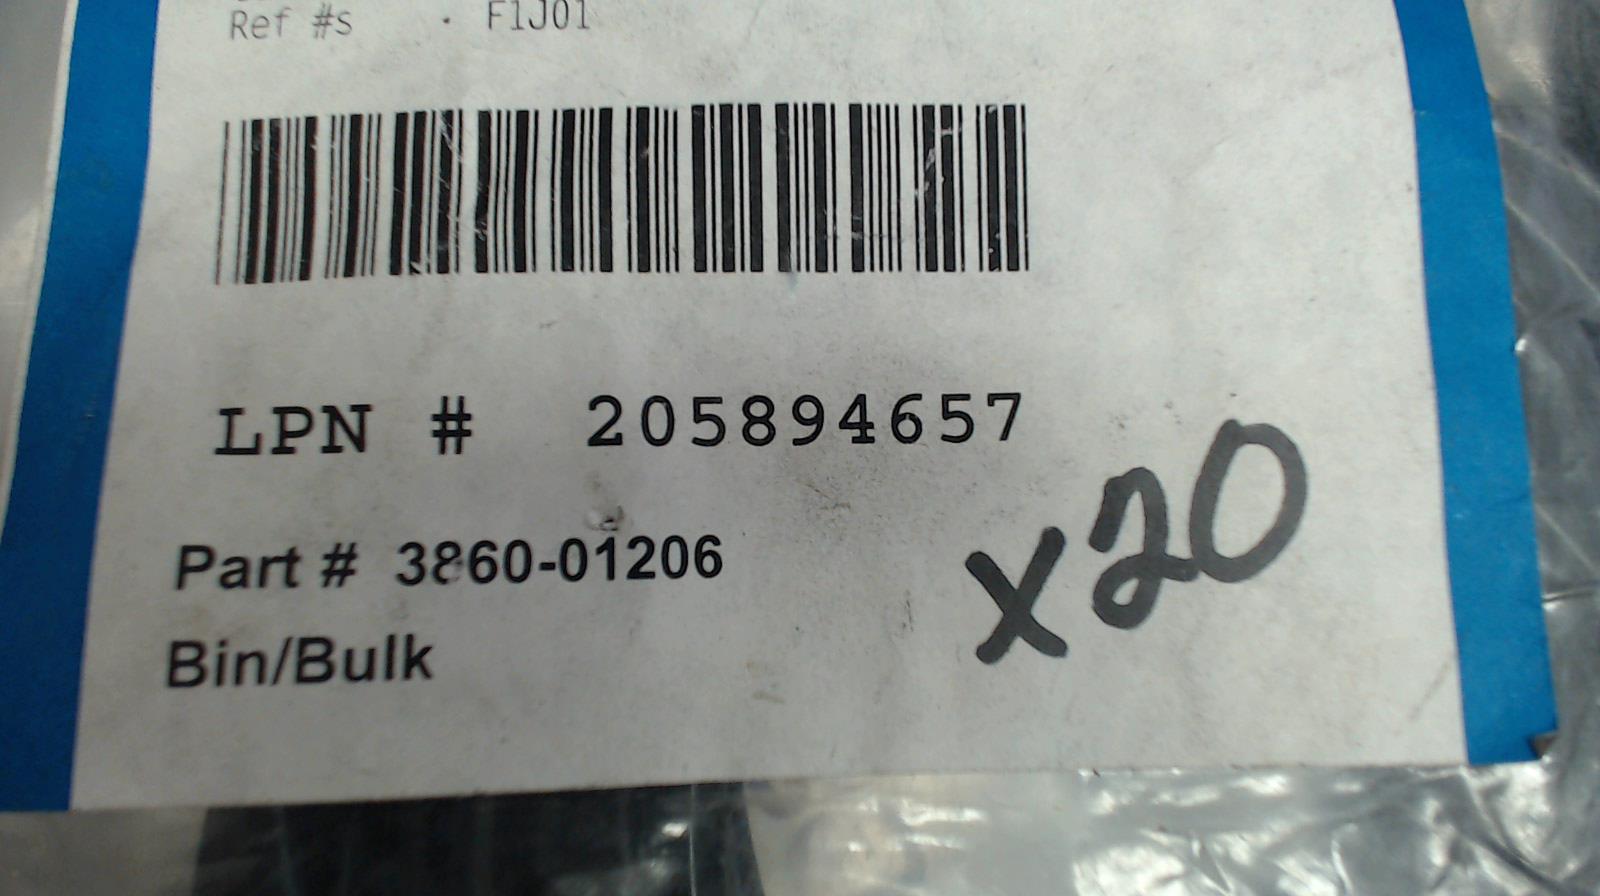 Ref #s . F1J01
LPN # 205894657
x20
Part # 3860-01206
Bin/Bulk